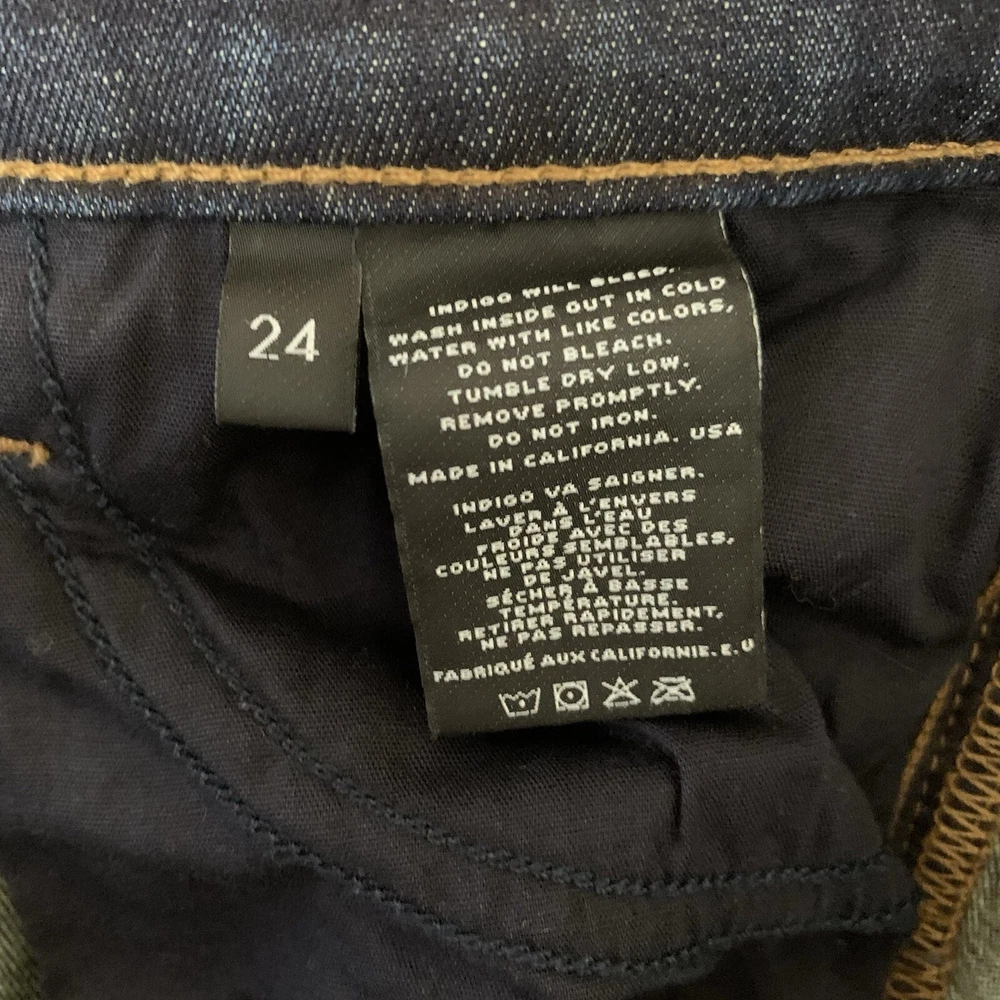 24
INDIGO WILL BLEED.
WASH INSIDE OUT IN COLD
WATER WITH LIKE COLORS,
DO NOT BLEACH.
TUMBLE DRY LOW.
REMOVE PROMPTLY.
DO NOT IRON.
MADE IN CALIFORNIA. USA
INDIGO VA SAIGNER.
LAVER À L'ENVERS
DANS L'EAU
FROIDE AVEC DES
COULEURS SEMBLABLES,
NE PAS UTILISER
DE JAVEL.
SÉCHER À BASSE
TEMPÉRATURE.
RETIRER RAPIDEMENT,
NE PAS REPASSER.
FABRIQUÉ AUX CALIFORNIE. E.U